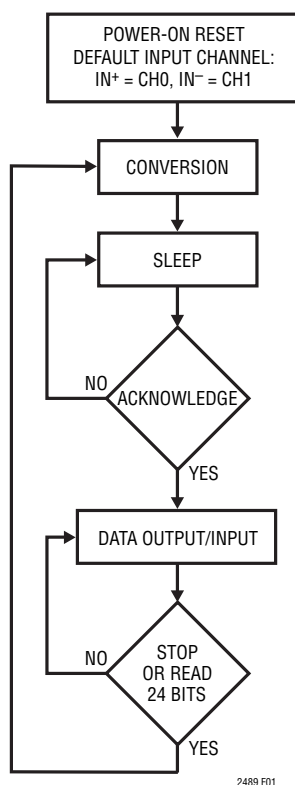 POWER-ON RESET
DEFAULT INPUT CHANNEL:
IN+ = CH0, IN– = CH1
CONVERSION
SLEEP
NO
ACKNOWLEDGE
YES
DATA OUTPUT/INPUT
NO
STOP
OR READ
24 BITS
YES
2489 F01